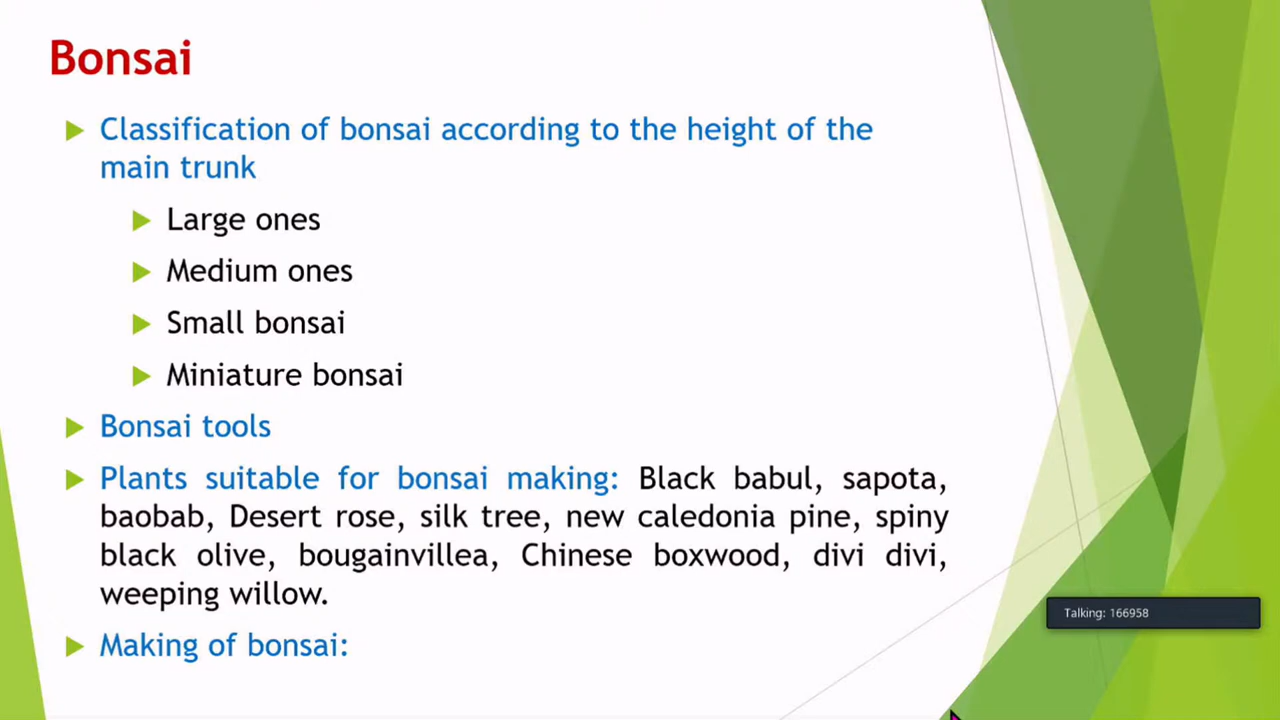 Bonsai
Classification of bonsai according to the height of the
main trunk
Large ones
Medium ones
Small bonsai
Miniature bonsai
Bonsai tools
Plants suitable for bonsai making: Black babul, sapota,
baobab, Desert rose, silk tree, new caledonia pine, spiny
black olive, bougainvillea, Chinese boxwood, divi divi,
weeping willow.
Talking: 166958
Making of bonsai: